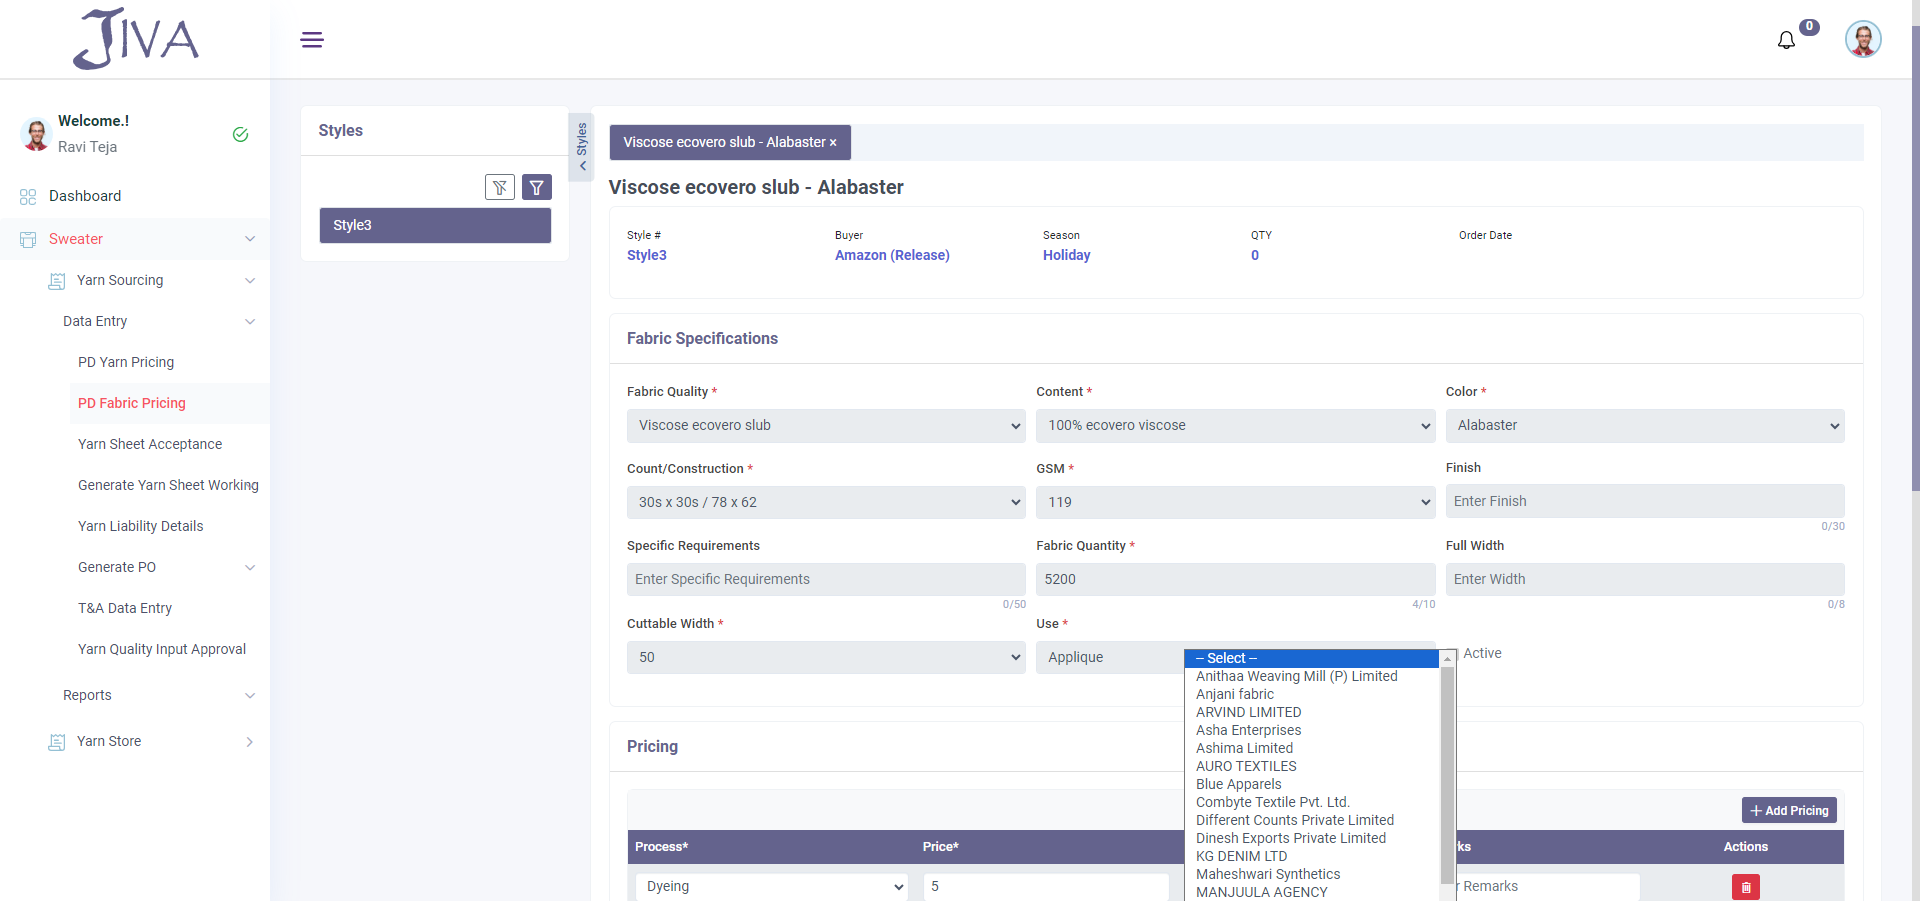 JIVA
0
Welcome.!
Ravi Teja
Dashboard
Sweater
Yarn Sourcing
Data Entry
PD Yarn Pricing
PD Fabric Pricing
Yarn Sheet Acceptance
Generate Yarn Sheet Working
Yarn Liability Details
Generate PO
T&A Data Entry
Yarn Quality Input Approval
Reports
Yarn Store
Styles
Style3
Styles
Viscose ecovero slub - Alabaster ×
Viscose ecovero slub - Alabaster
Style # Buyer Season QTY Order Date
Style3 Amazon (Release) Holiday 0
Fabric Specifications
Fabric Quality * Content * Color *
Viscose ecovero slub 100% ecovero viscose Alabaster
Count/Construction * GSM * Finish
30s x 30s / 78 x 62 119 Enter Finish
0/30
Specific Requirements Fabric Quantity * Full Width
Enter Specific Requirements 5200 Enter Width
0/50 4/10 0/8
Cuttable Width * Use *
50 Applique Active
-- Select --
Anithaa Weaving Mill (P) Limited
Anjani fabric
ARVIND LIMITED
Asha Enterprises
Ashima Limited
AURO TEXTILES
Blue Apparels
Combyte Textile Pvt. Ltd.
Different Counts Private Limited
Dinesh Exports Private Limited
KG DENIM LTD
Maheshwari Synthetics
MANJUULA AGENCY
Pricing
+ Add Pricing
Process* Price* ks Actions
Dyeing 5 r Remarks